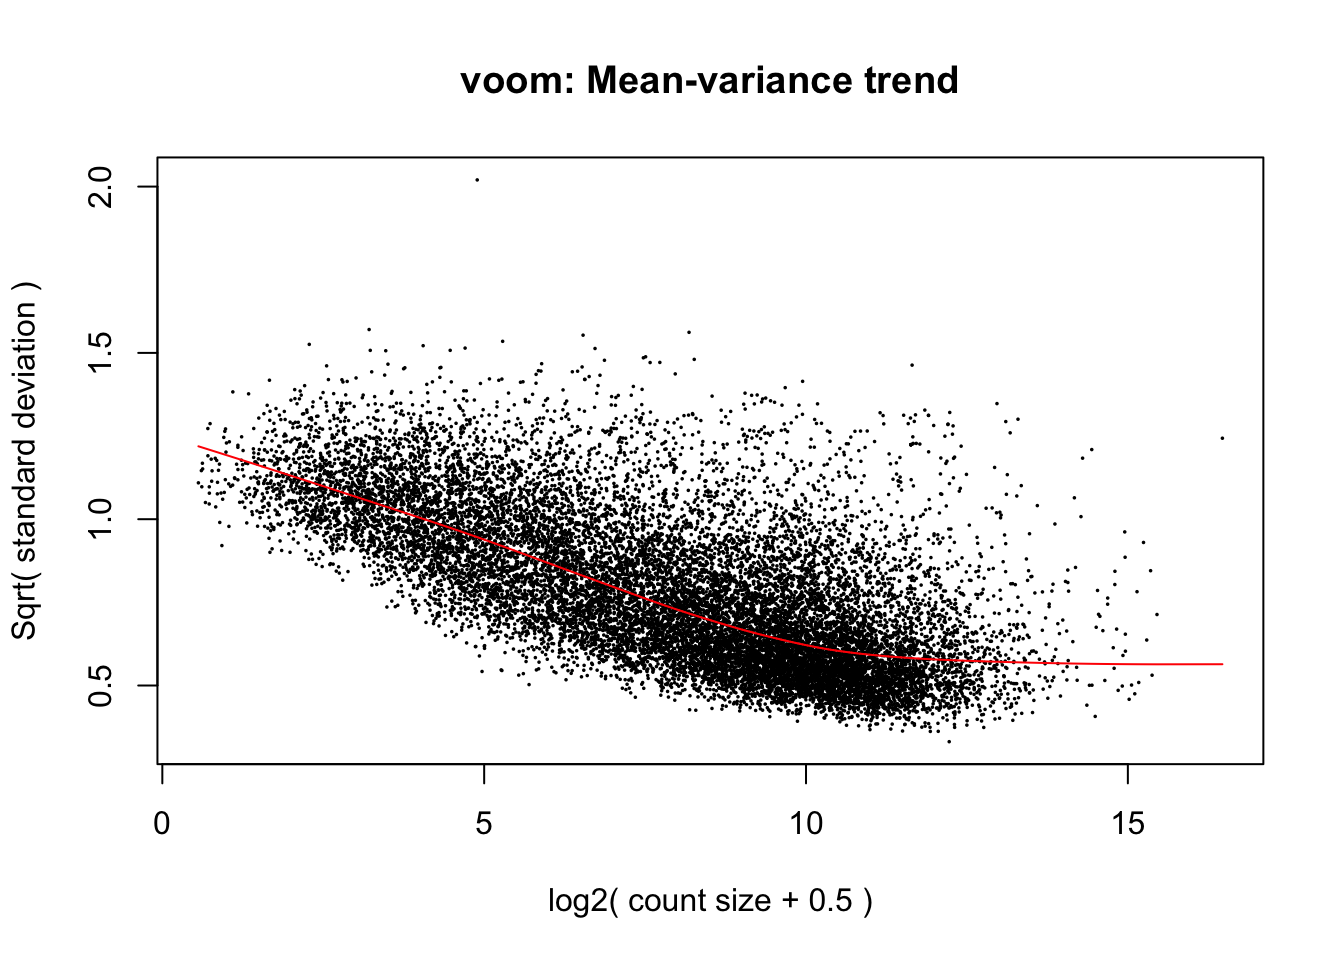 voom: Mean-variance trend
Sqrt( standard deviation )
2.0
1.5
1.0
0.5
0 5 10 15
log2( count size + 0.5 )